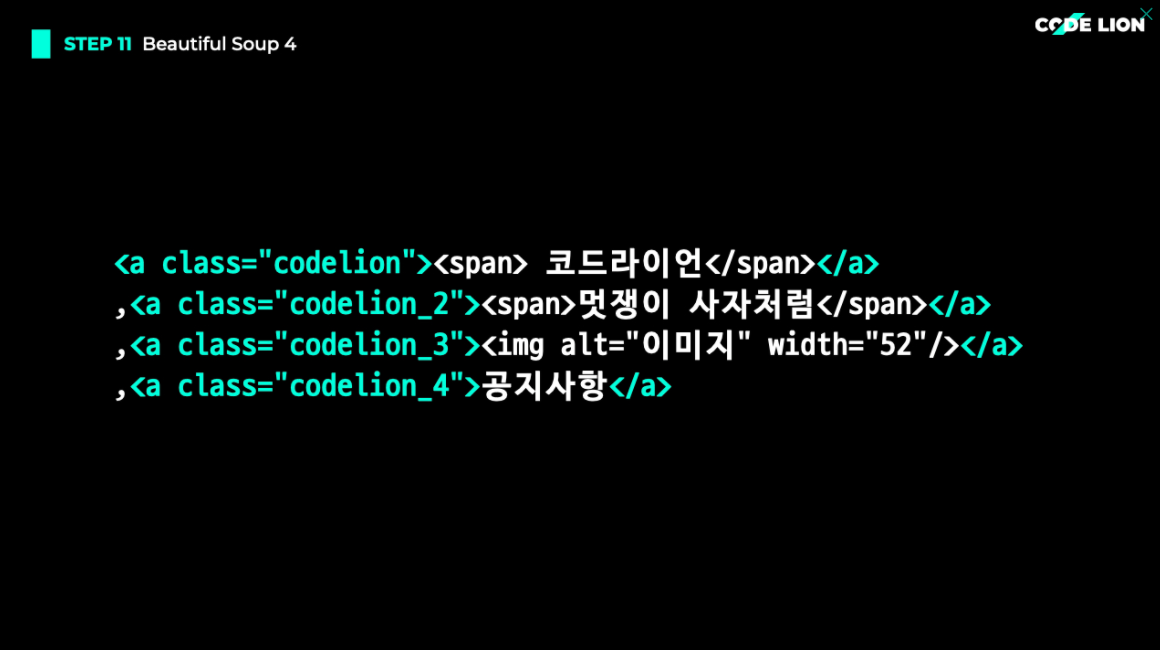 STEP 11 Beautiful Soup 4
CODE LION
<a class="codelion"><span> 코드라이언</span></a>
,<a class="codelion_2"><span>멋쟁이 사자처럼</span></a>
,<a class="codelion_3"><img alt="이미지" width="52"/></a>
,<a class="codelion_4">공지사항</a>